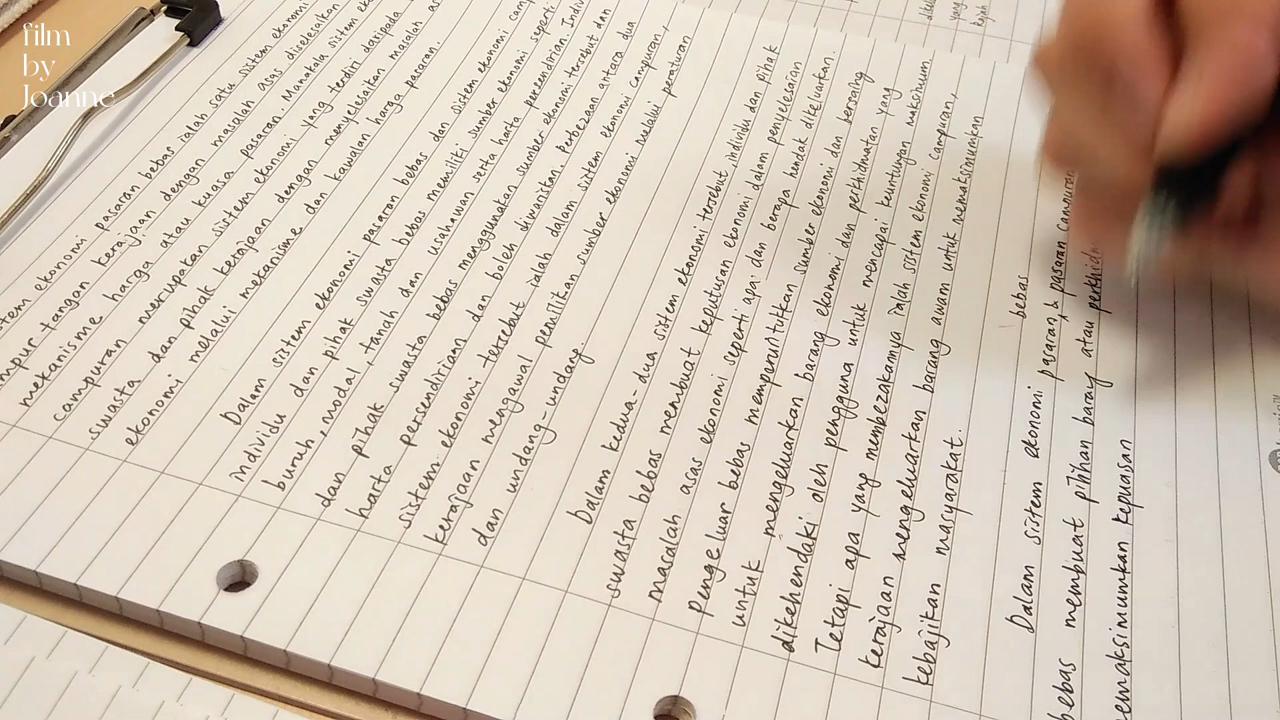 film
by
Joanne
sistem ekonomi pasaran bebas ialah satu sistem ekonomi
campur tangan kerajaan dengan masalah asas diselesaikan
mekanisme harga atau kuasa pasaran. Manakala sistem
campuran merupakan sistem ekonomi yang terdiri daripada
swasta dan pihak kerajaan dengan menyelesaikan masalah
ekonomi melalui mekanisme dan kawalan harga pasaran.
Dalam sistem ekonomi pasaran bebas dan sistem ekonomi
individu dan pihak swasta bebas memiliki sumber ekonomi seperti
buruh, modal, tanah dan usahawan serta harta persendirian.
dan pihak swasta bebas menggunakan sumber ekonomi tersebut dan
harta persendirian dan boleh diwariskan. Perbezaan antara dua
sistem ekonomi tersebut ialah dalam sistem ekonomi campuran,
kerajaan mengawal pemilikan sumber ekonomi melalui peraturan
dan undang-undang.
Dalam kedua-dua sistem ekonomi tersebut, individu dan pihak
swasta bebas membuat keputusan ekonomi dalam penyelesaian
masalah asas ekonomi seperti apa dan berapa hendak dikeluarkan.
Pengeluar bebas memperuntukkan sumber ekonomi dan bersaing
untuk mengeluarkan barang ekonomi dan perkhidmatan yang
dikehendaki oleh pengguna untuk mencapai keuntungan maksimum.
Tetapi apa yang membezakannya ialah sistem ekonomi campuran,
kerajaan mengeluarkan barang awam untuk memaksimumkan
kebajikan masyarakat.
bebas
Dalam sistem ekonomi pasaran & pasaran campuran
bebas membuat pilihan barang atau
memaksimumkan kepuasan